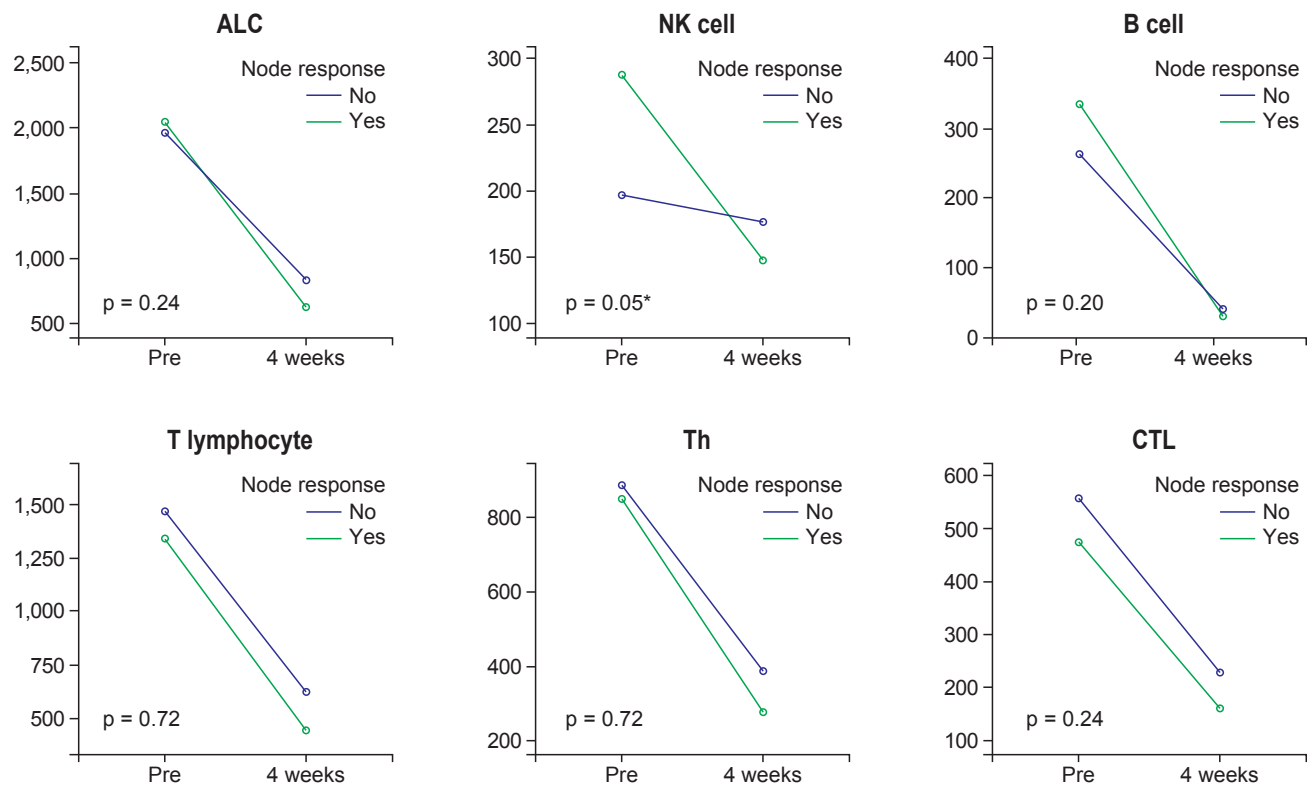 ALC
2,500
2,000
1,500
1,000
500
Node response
No
Yes
p = 0.24
Pre
4 weeks
NK cell
300
250
200
150
100
Node response
No
Yes
p = 0.05*
Pre
4 weeks
B cell
400
300
200
100
0
Node response
No
Yes
p = 0.20
Pre
4 weeks
T lymphocyte
1,500
1,250
1,000
750
500
Node response
No
Yes
p = 0.72
Pre
4 weeks
Th
800
600
400
200
Node response
No
Yes
p = 0.72
Pre
4 weeks
CTL
600
500
400
300
200
100
Node response
No
Yes
p = 0.24
Pre
4 weeks